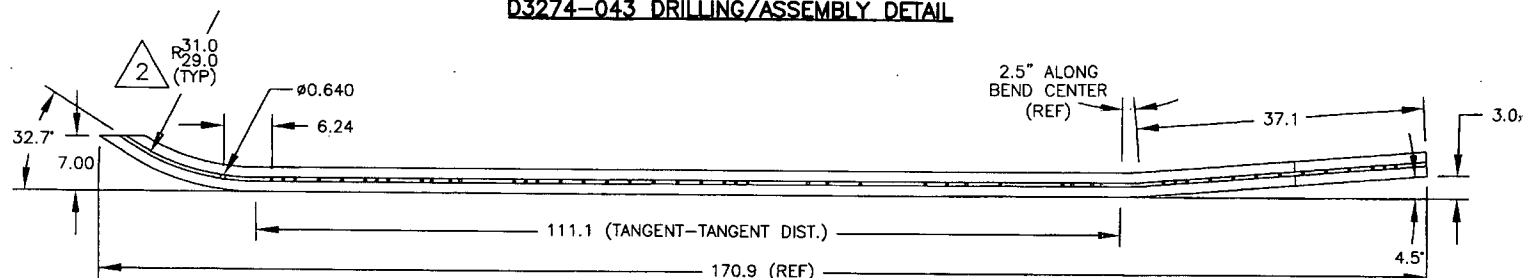 D3274-043 DRILLING/ASSEMBLY DETAIL
2
R31.0
29.0
(TYP)
ø0.640
6.24
2.5" ALONG
BEND CENTER
(REF)
37.1
3.0
32.7°
7.00
111.1 (TANGENT-TANGENT DIST.)
4.5°
170.9 (REF)